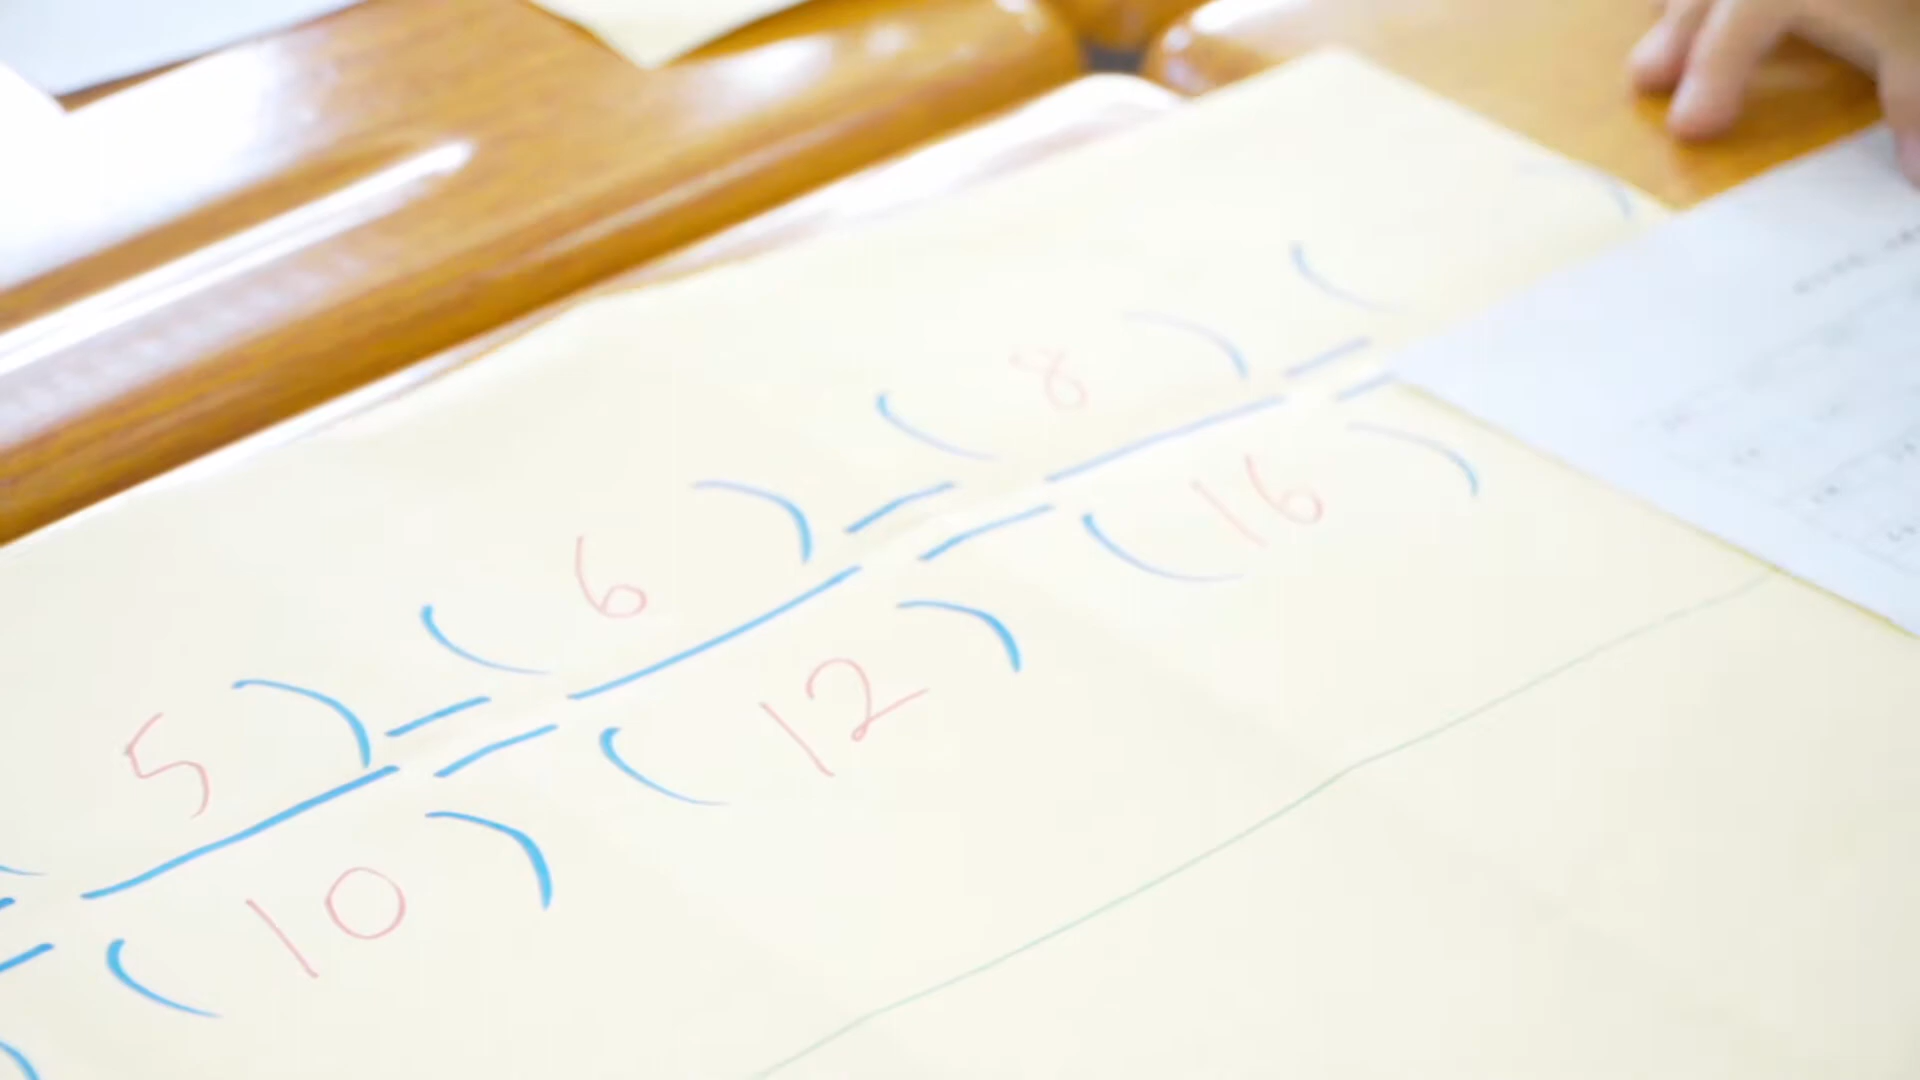 ( 5 ) = ( 6 ) = ( 8 ) = (
( 10 ) = ( 12 ) = ( 16 )